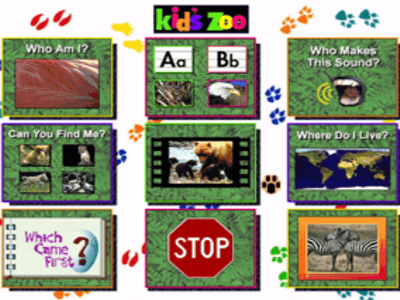 kid's Zoo
Who Am I?
Aa
Bb
Who Makes
This Sound?
Can You Find Me?
Where Do I Live?
Which
Came
First
?
STOP